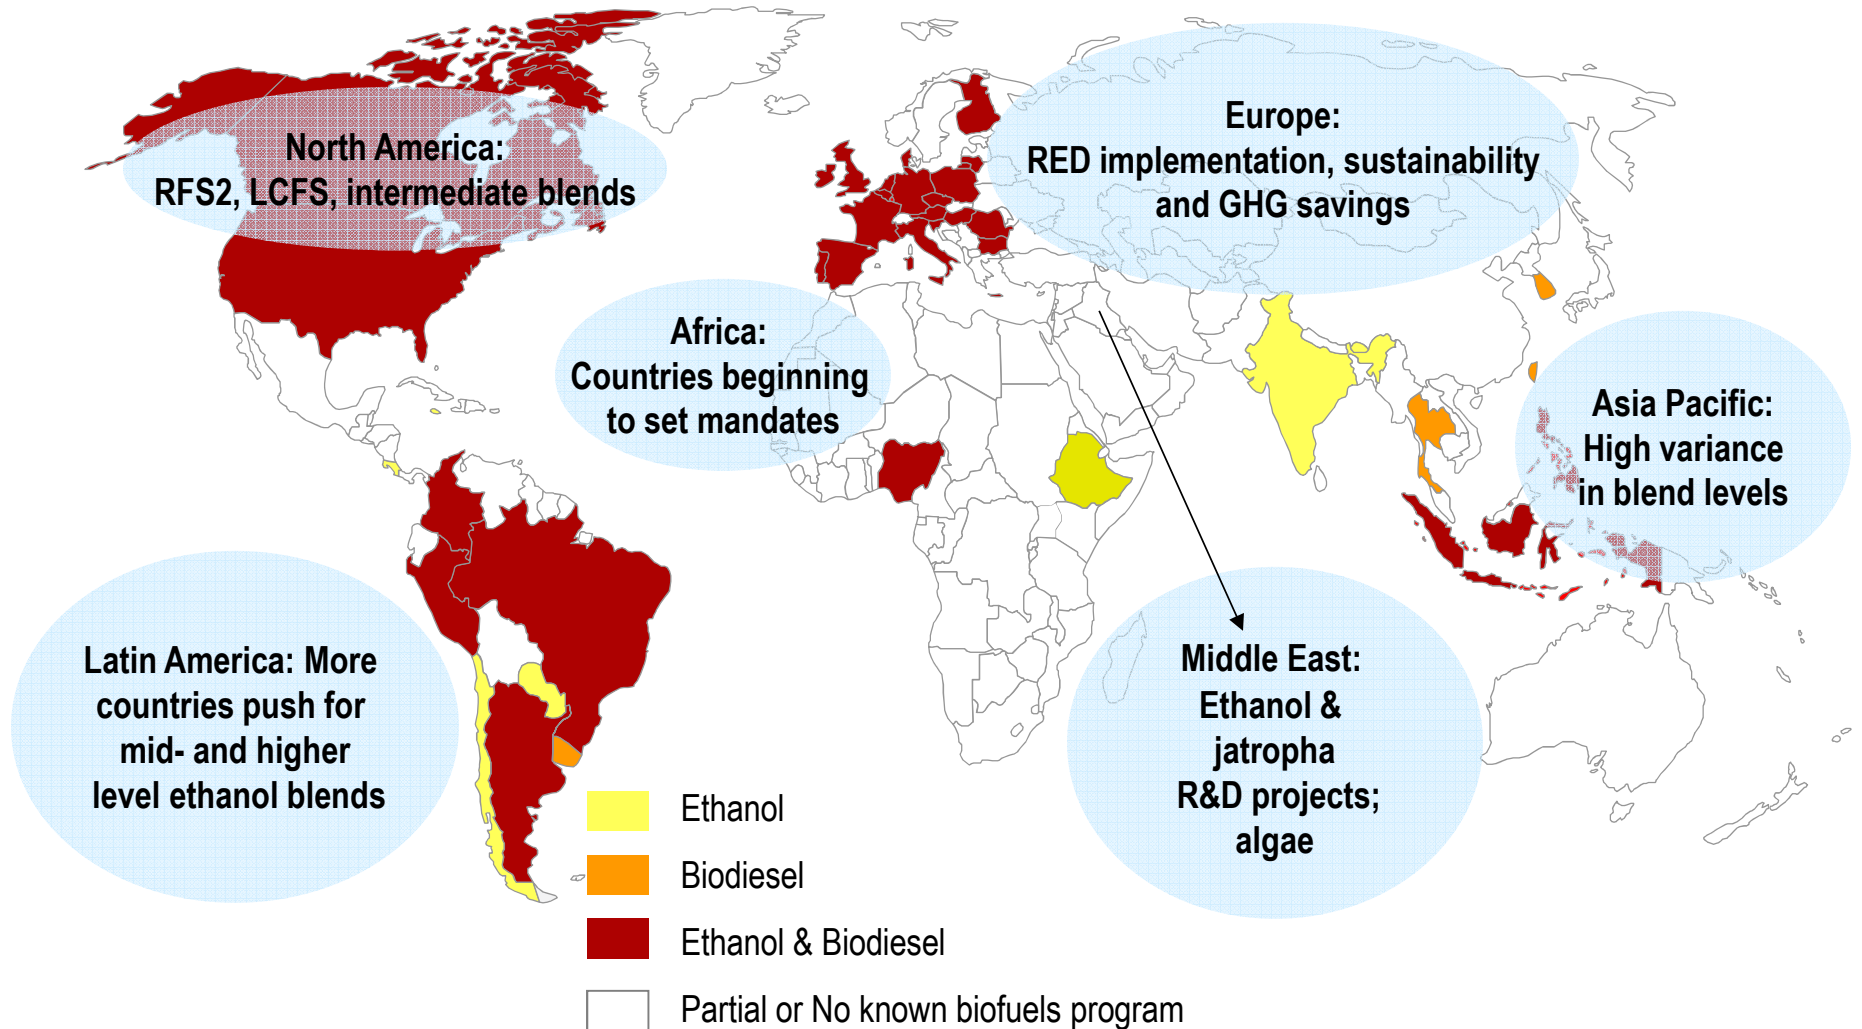 North America:
RFS2, LCFS, intermediate blends
Europe:
RED implementation, sustainability
and GHG savings
Africa:
Countries beginning
to set mandates
Asia Pacific:
High variance
in blend levels
Latin America: More
countries push for
mid- and higher
level ethanol blends
Middle East:
Ethanol &
jatropha
R&D projects;
algae
Ethanol
Biodiesel
Ethanol & Biodiesel
Partial or No known biofuels program